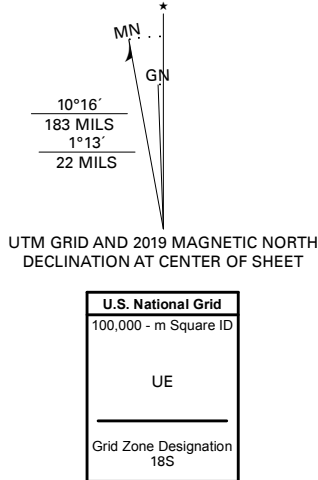 ★
MN
GN
10°16´
183 MILS
1°13´
22 MILS
UTM GRID AND 2019 MAGNETIC NORTH
DECLINATION AT CENTER OF SHEET
U.S. National Grid
100,000 - m Square ID
UE
Grid Zone Designation
18S